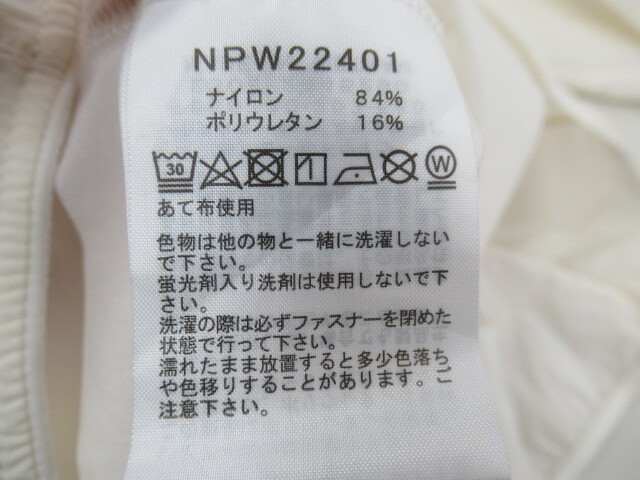 NPW22401
ナイロン 84%
ポリウレタン 16%
30 W
あて布使用
色物は他の物と一緒に洗濯しない
で下さい。
蛍光剤入り洗剤は使用しないで下
さい。
洗濯の際は必ずファスナーを閉めた
状態で行って下さい。
濡れたまま放置すると多少色落ち
や色移りすることがあります。ご
注意下さい。